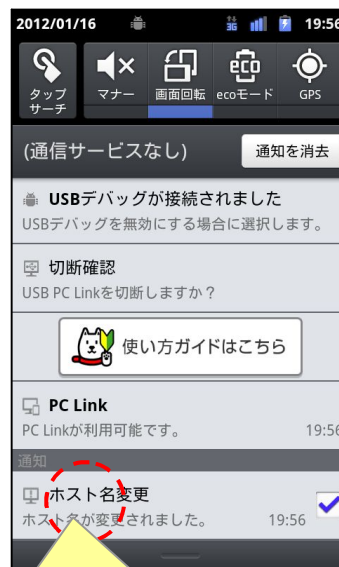 2012/01/16 3G 19:56
タップサーチ マナー 画面回転 ecoモード GPS
(通信サービスなし) 通知を消去
USBデバッグが接続されました
USBデバッグを無効にする場合に選択します。
切断確認
USB PC Linkを切断しますか？
使い方ガイドはこちら
PC Link
PC Linkが利用可能です。 19:56
通知
ホスト名変更
ホスト名が変更されました。 19:56